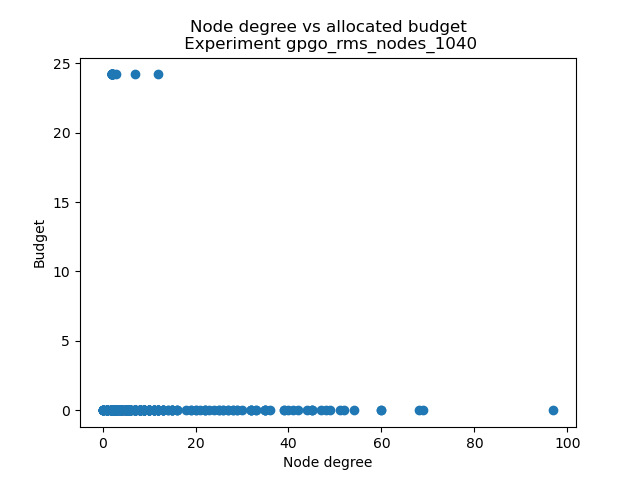 Node degree vs allocated budget
Experiment gpgo_rms_nodes_1040
25
20
15
10
5
0
Budget
0 20 40 60 80 100
Node degree